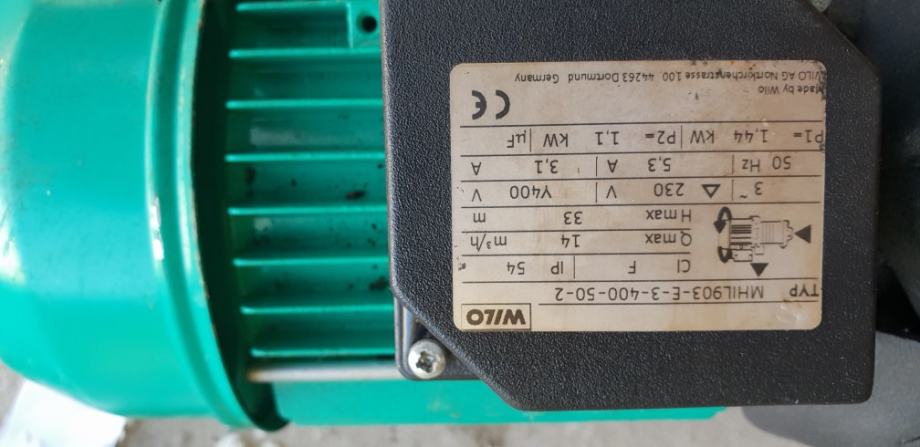 WILO
TYP MHIL903-E-3-400-50-2
Cl F IP 54
Q max 14 m³/h
H max 33 m
3~ △ 230 V Y400 V
50 Hz 5,3 A 3,1 A
P1= 1,44 kW P2= 1,1 kW µF
CE
Made by Wilo
WILO AG Nortkirchenstrasse 100 44263 Dortmund Germany